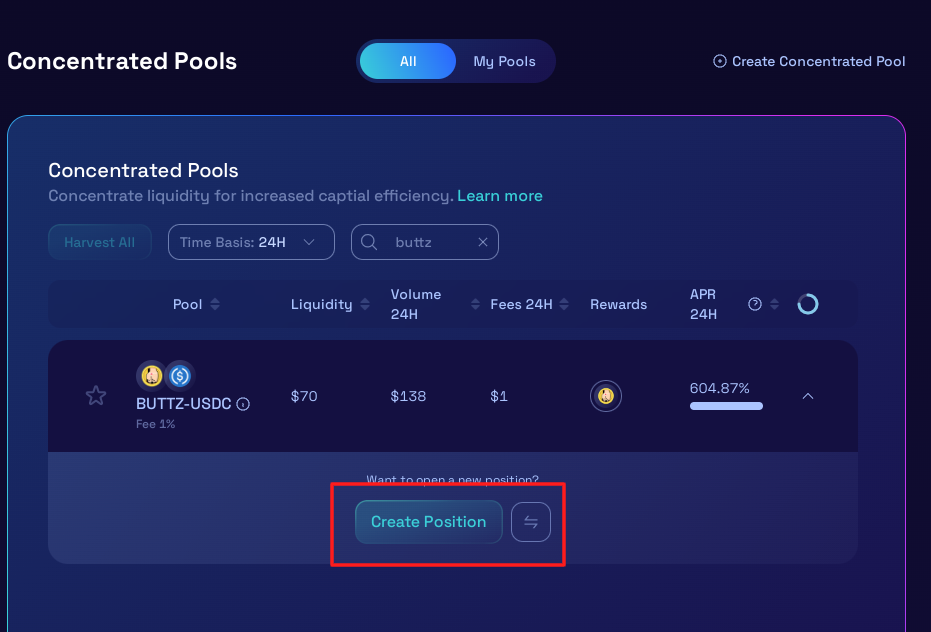 Concentrated Pools
All
My Pools
Create Concentrated Pool
Concentrated Pools
Concentrate liquidity for increased captial efficiency. Learn more
Harvest All
Time Basis: 24H
buttz
Pool
Liquidity
Volume
24H
Fees 24H
Rewards
APR
24H
BUTTZ-USDC
Fee 1%
$70
$138
$1
604.87%
Want to open a new position?
Create Position